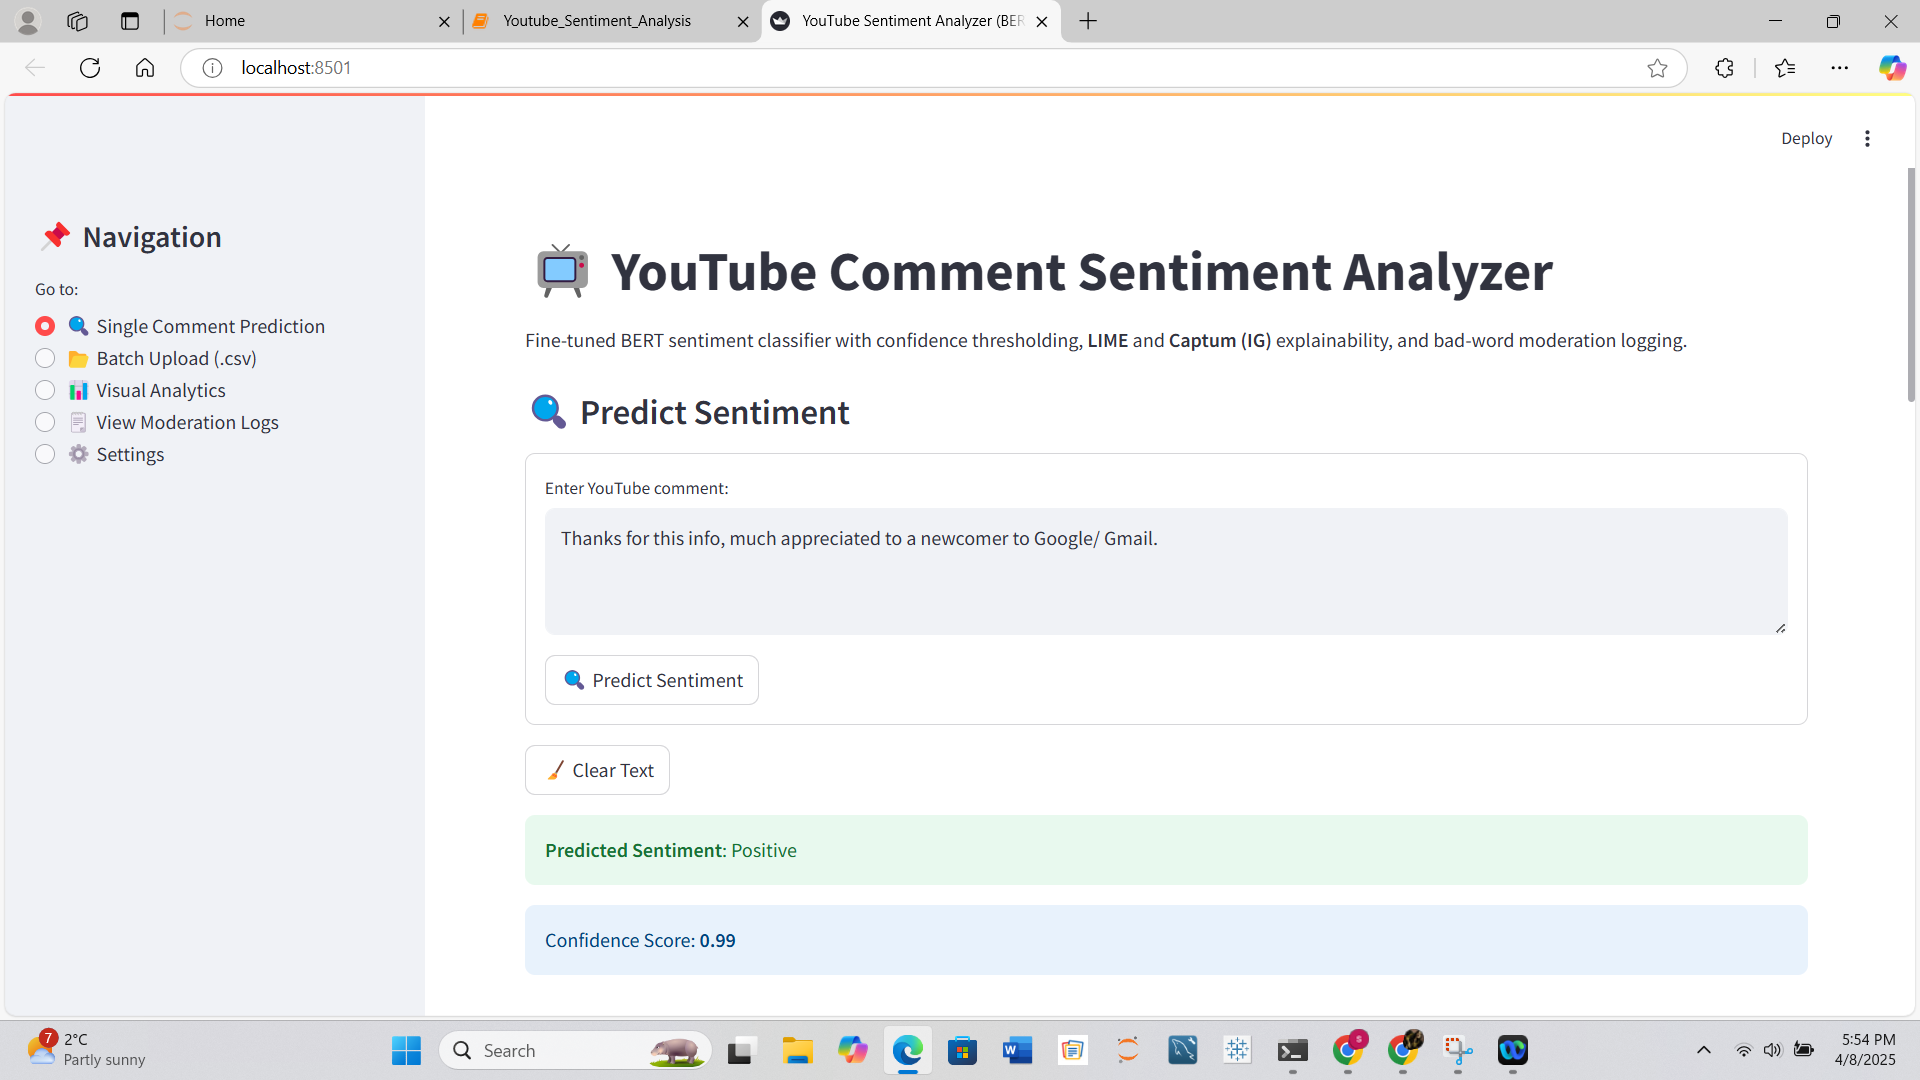 Home
Youtube_Sentiment_Analysis
YouTube Sentiment Analyzer (BER
localhost:8501
Deploy
Navigation
Go to:
Single Comment Prediction
Batch Upload (.csv)
Visual Analytics
View Moderation Logs
Settings
YouTube Comment Sentiment Analyzer
Fine-tuned BERT sentiment classifier with confidence thresholding, LIME and Captum (IG) explainability, and bad-word moderation logging.
Predict Sentiment
Enter YouTube comment:
Thanks for this info, much appreciated to a newcomer to Google/ Gmail.
Predict Sentiment
Clear Text
Predicted Sentiment: Positive
Confidence Score: 0.99
7
2°C
Partly sunny
Search
W
s
5:54 PM
4/8/2025